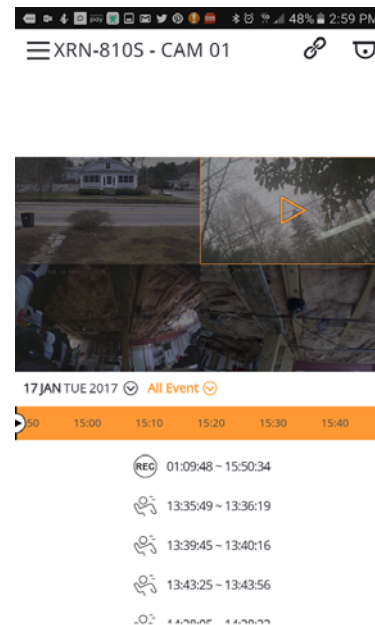 48% 2:59 PM
XRN-810S - CAM 01
17 JAN TUE 2017 All Event
50 15:00 15:10 15:20 15:30 15:40
REC 01:09:48 ~ 15:50:34
13:35:49 ~ 13:36:19
13:39:45 ~ 13:40:16
13:43:25 ~ 13:43:56